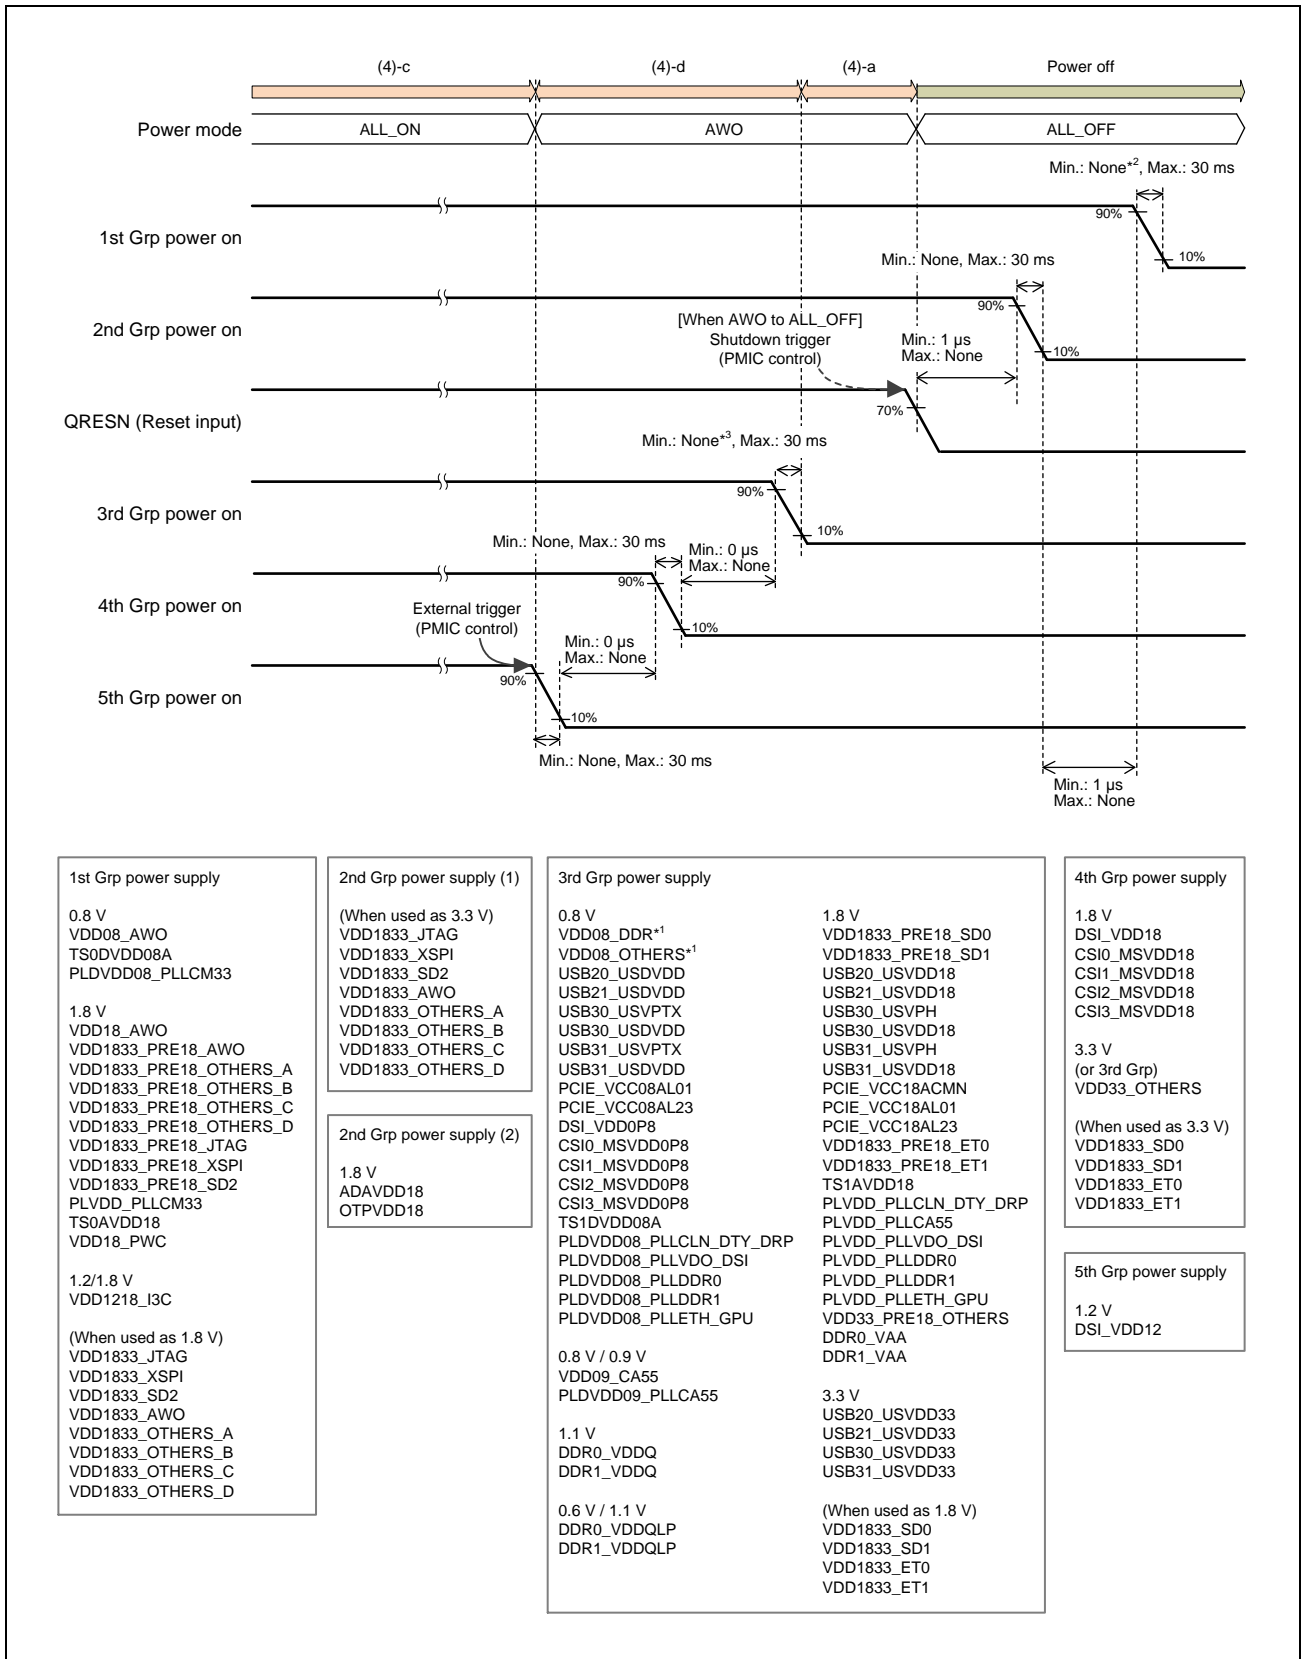 (4)-c (4)-d (4)-a Power off
Power mode ALL_ON AWO ALL_OFF
Min.: None*2, Max.: 30 ms
90%
1st Grp power on
10%
Min.: None, Max.: 30 ms
90%
2nd Grp power on
[When AWO to ALL_OFF]
Shutdown trigger
(PMIC control)
Min.: 1 µs
Max.: None
10%
70%
QRESN (Reset input)
Min.: None*3, Max.: 30 ms
90%
3rd Grp power on
10%
Min.: None, Max.: 30 ms
Min.: 0 µs
Max.: None
90%
4th Grp power on
External trigger
(PMIC control)
10%
Min.: 0 µs
Max.: None
90%
5th Grp power on
10%
Min.: None, Max.: 30 ms
Min.: 1 µs
Max.: None
1st Grp power supply
0.8 V
VDD08_AWO
TS0DVDD08A
PLDVDD08_PLLCM33
1.8 V
VDD18_AWO
VDD1833_PRE18_AWO
VDD1833_PRE18_OTHERS_A
VDD1833_PRE18_OTHERS_B
VDD1833_PRE18_OTHERS_C
VDD1833_PRE18_OTHERS_D
VDD1833_PRE18_JTAG
VDD1833_PRE18_XSPI
VDD1833_PRE18_SD2
PLVDD_PLLCM33
TS0AVDD18
VDD18_PWC
1.2/1.8 V
VDD1218_I3C
(When used as 1.8 V)
VDD1833_JTAG
VDD1833_XSPI
VDD1833_SD2
VDD1833_AWO
VDD1833_OTHERS_A
VDD1833_OTHERS_B
VDD1833_OTHERS_C
VDD1833_OTHERS_D
2nd Grp power supply (1)
(When used as 3.3 V)
VDD1833_JTAG
VDD1833_XSPI
VDD1833_SD2
VDD1833_AWO
VDD1833_OTHERS_A
VDD1833_OTHERS_B
VDD1833_OTHERS_C
VDD1833_OTHERS_D
2nd Grp power supply (2)
1.8 V
ADAVDD18
OTPVDD18
3rd Grp power supply
0.8 V
VDD08_DDR*1
VDD08_OTHERS*1
USB20_USDVDD
USB21_USDVDD
USB30_USVPTX
USB30_USDVDD
USB31_USVPTX
USB31_USDVDD
PCIE_VCC08AL01
PCIE_VCC08AL23
DSI_VDD0P8
CSI0_MSVDD0P8
CSI1_MSVDD0P8
CSI2_MSVDD0P8
CSI3_MSVDD0P8
TS1DVDD08A
PLDVDD08_PLLCLN_DTY_DRP
PLDVDD08_PLLVDO_DSI
PLDVDD08_PLLDDR0
PLDVDD08_PLLDDR1
PLDVDD08_PLLETH_GPU
0.8 V / 0.9 V
VDD09_CA55
PLDVDD09_PLLCA55
1.1 V
DDR0_VDDQ
DDR1_VDDQ
0.6 V / 1.1 V
DDR0_VDDQLP
DDR1_VDDQLP
1.8 V
VDD1833_PRE18_SD0
VDD1833_PRE18_SD1
USB20_USVDD18
USB21_USVDD18
USB30_USVPH
USB30_USVDD18
USB31_USVPH
USB31_USVDD18
PCIE_VCC18ACMN
PCIE_VCC18AL01
PCIE_VCC18AL23
VDD1833_PRE18_ET0
VDD1833_PRE18_ET1
TS1AVDD18
PLVDD_PLLCLN_DTY_DRP
PLVDD_PLLCA55
PLVDD_PLLVDO_DSI
PLVDD_PLLDDR0
PLVDD_PLLDDR1
PLVDD_PLLETH_GPU
VDD33_PRE18_OTHERS
DDR0_VAA
DDR1_VAA
3.3 V
USB20_USVDD33
USB21_USVDD33
USB30_USVDD33
USB31_USVDD33
(When used as 1.8 V)
VDD1833_SD0
VDD1833_SD1
VDD1833_ET0
VDD1833_ET1
4th Grp power supply
1.8 V
DSI_VDD18
CSI0_MSVDD18
CSI1_MSVDD18
CSI2_MSVDD18
CSI3_MSVDD18
3.3 V
(or 3rd Grp)
VDD33_OTHERS
(When used as 3.3 V)
VDD1833_SD0
VDD1833_SD1
VDD1833_ET0
VDD1833_ET1
5th Grp power supply
1.2 V
DSI_VDD12